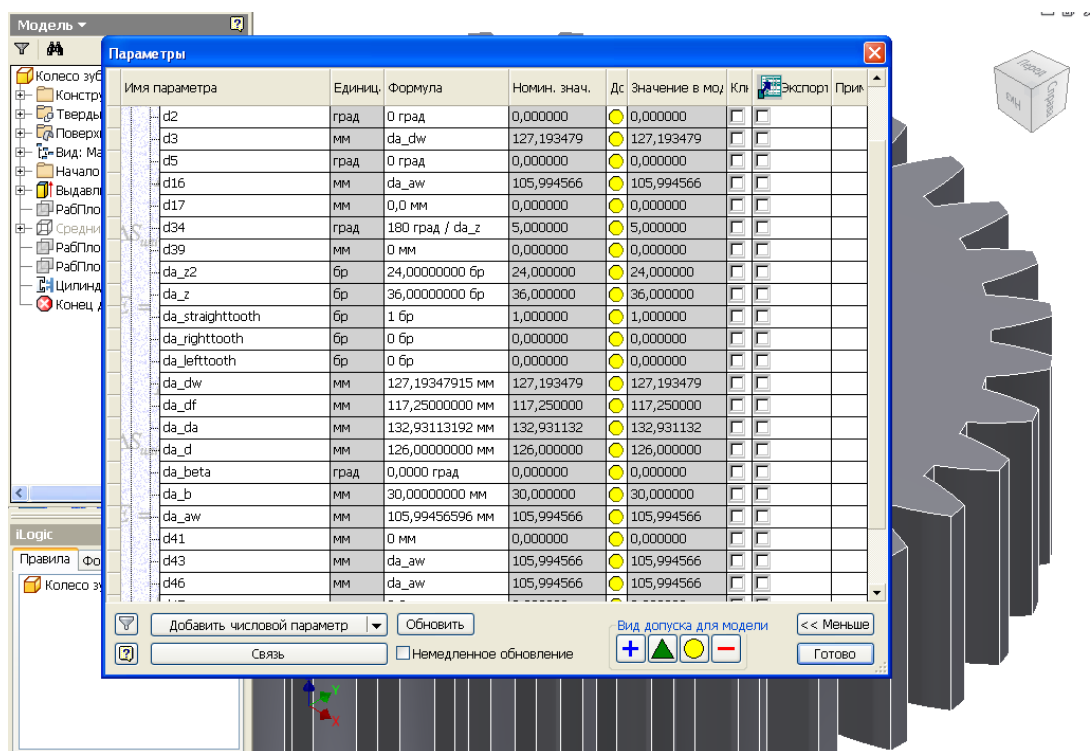 Модель
Параметры
Колесо зуб
Констру
Тверды
Поверх
Вид: Ма
Начало
Выдавл
РабПло
Средни
РабПло
РабПло
Цилинд
Конец д
iLogic
Правила Фо
Колесо зу
Имя параметра Единиц. Формула Номин. знач. Дс Значение в мод Клн Экспорт Прим
d2 град 0 град 0,000000 0,000000
d3 мм da_dw 127,193479 127,193479
d5 град 0 град 0,000000 0,000000
d16 мм da_aw 105,994566 105,994566
d17 мм 0,0 мм 0,000000 0,000000
d34 град 180 град / da_z 5,000000 5,000000
d39 мм 0 мм 0,000000 0,000000
da_z2 бр 24,00000000 бр 24,000000 24,000000
da_z бр 36,00000000 бр 36,000000 36,000000
da_straighttooth бр 1 бр 1,000000 1,000000
da_righttooth бр 0 бр 0,000000 0,000000
da_lefttooth бр 0 бр 0,000000 0,000000
da_dw мм 127,19347915 мм 127,193479 127,193479
da_df мм 117,25000000 мм 117,250000 117,250000
da_da мм 132,93113192 мм 132,931132 132,931132
da_d мм 126,00000000 мм 126,000000 126,000000
da_beta град 0,0000 град 0,000000 0,000000
da_b мм 30,00000000 мм 30,000000 30,000000
da_aw мм 105,99456596 мм 105,994566 105,994566
d41 мм 0 мм 0,000000 0,000000
d43 мм da_aw 105,994566 105,994566
d46 мм da_aw 105,994566 105,994566
Добавить числовой параметр Обновить Вид допуска для модели << Меньше
Связь Немедленное обновление Готово
Перед
Низ
Справа
Y
X